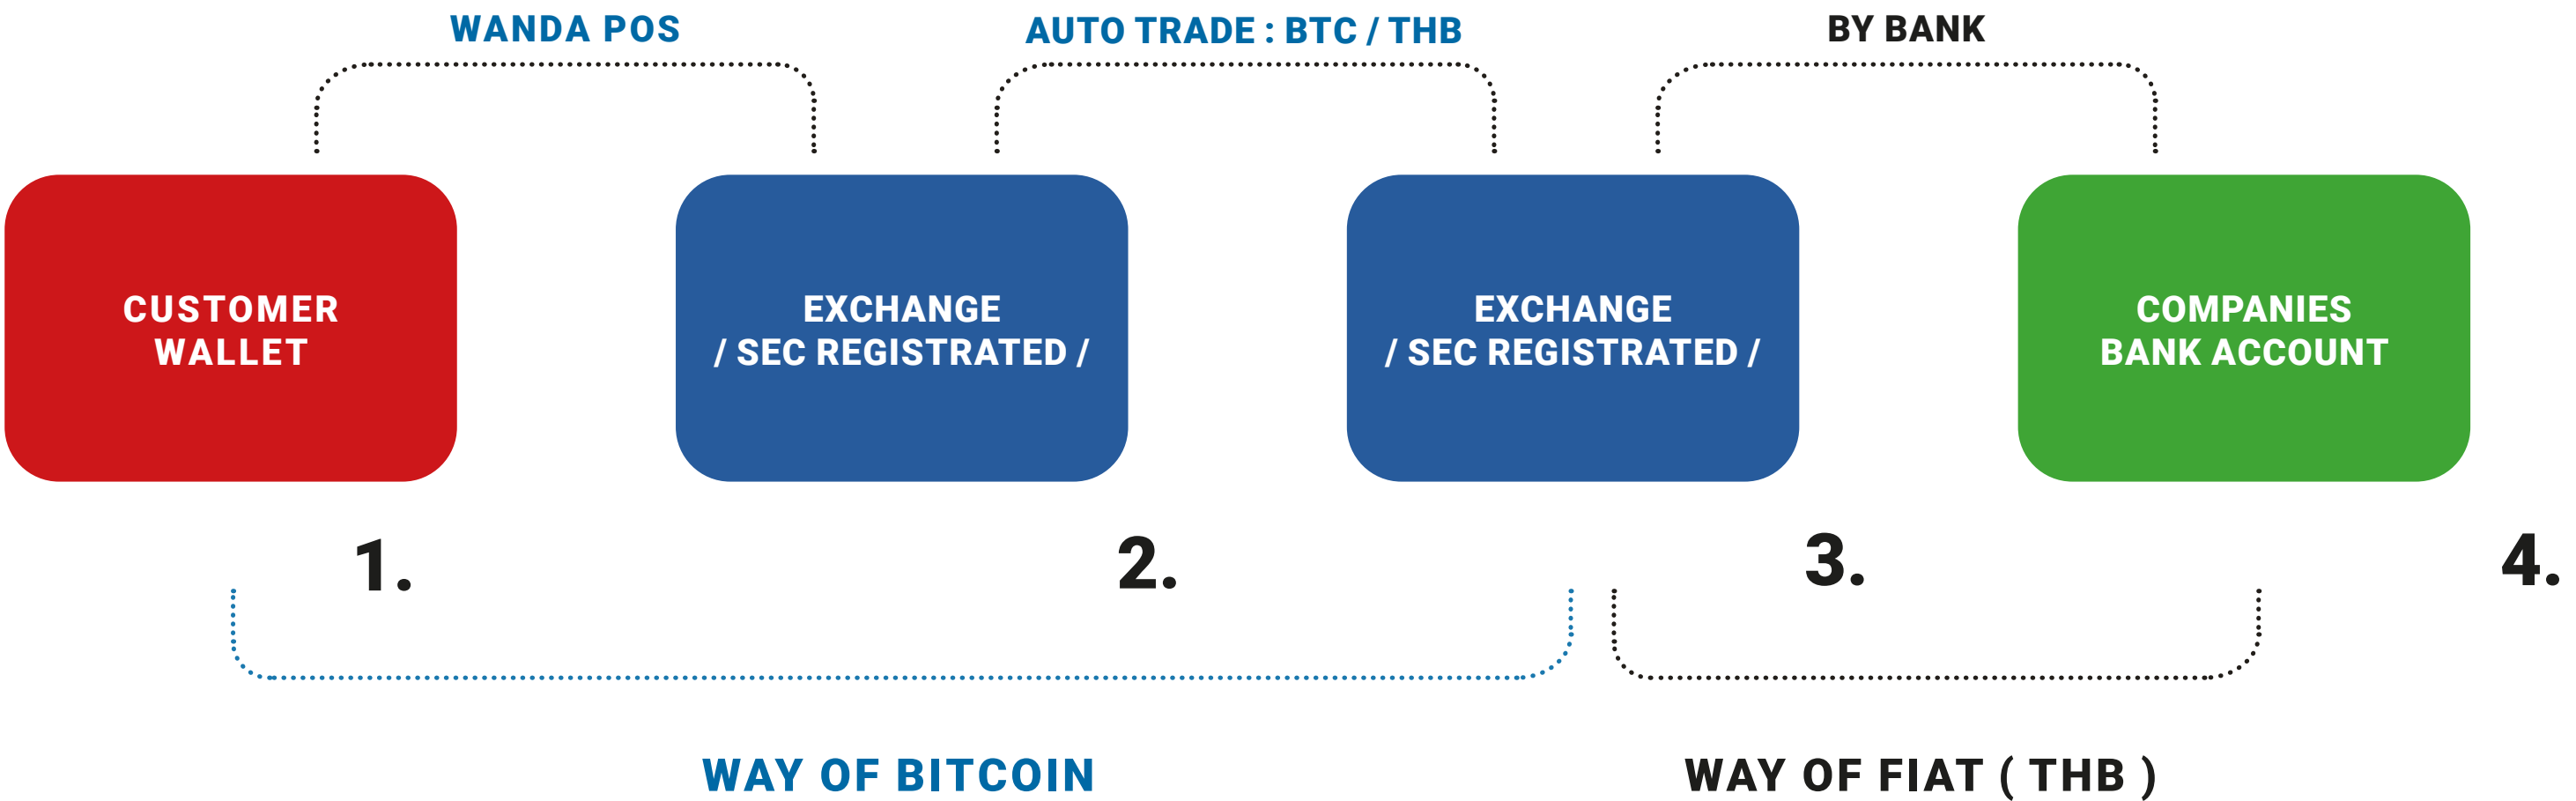 WANDA POS
AUTO TRADE : BTC / THB
BY BANK
CUSTOMER
WALLET
EXCHANGE
/ SEC REGISTRATED /
EXCHANGE
/ SEC REGISTRATED /
COMPANIES
BANK ACCOUNT
1.
2.
3.
4.
WAY OF BITCOIN
WAY OF FIAT ( THB )